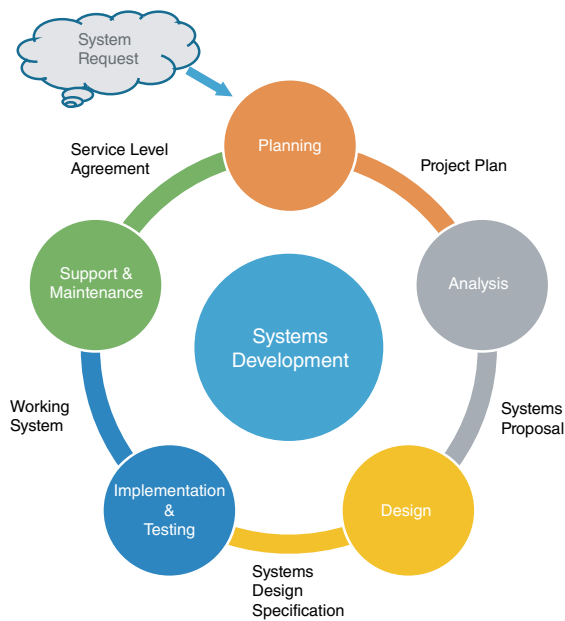 System
Request
Planning
Service Level
Agreement
Project Plan
Support &
Maintenance
Analysis
Systems
Development
Working
System
Systems
Proposal
Implementation
&
Testing
Design
Systems
Design
Specification